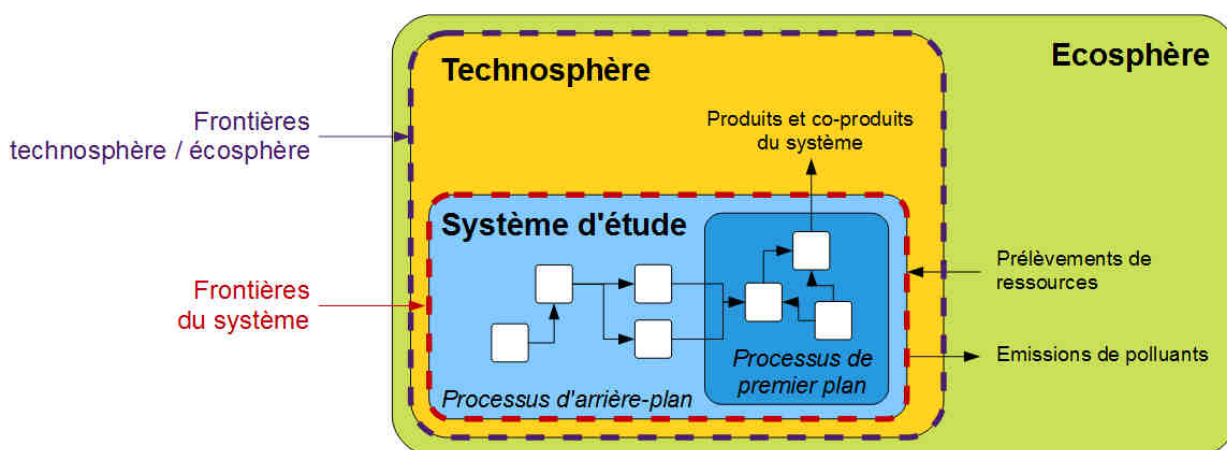 Ecosphère
Technosphère
Frontières
technosphère / écosphère
Produits et co-produits
du système
Système d'étude
Prélèvements de
ressources
Frontières
du système
Emissions de polluants
Processus de
premier plan
Processus d'arrière-plan